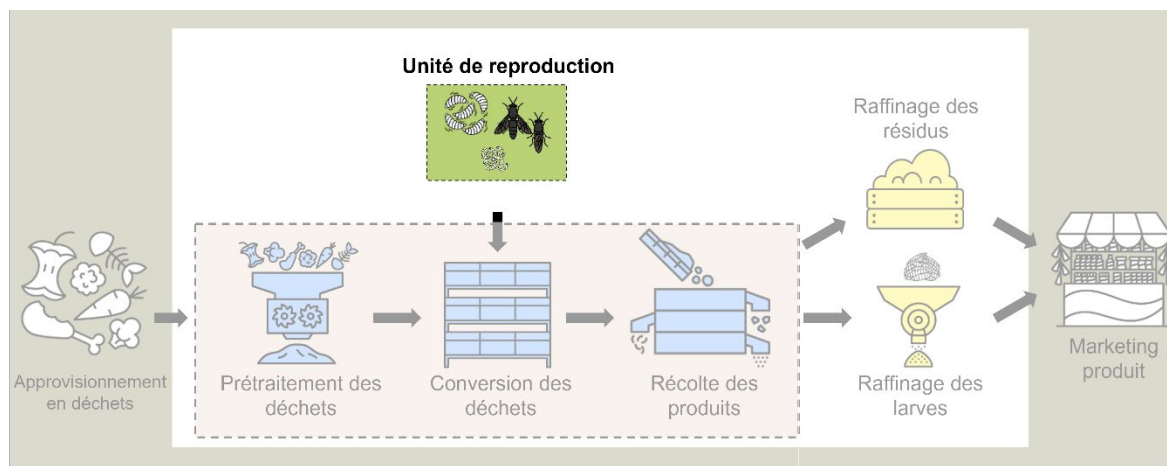 Unité de reproduction
Raffinage des
résidus
Approvisionnement
en déchets
Prétraitement des
déchets
Conversion des
déchets
Récolte des
produits
Raffinage des
larves
Marketing
produit